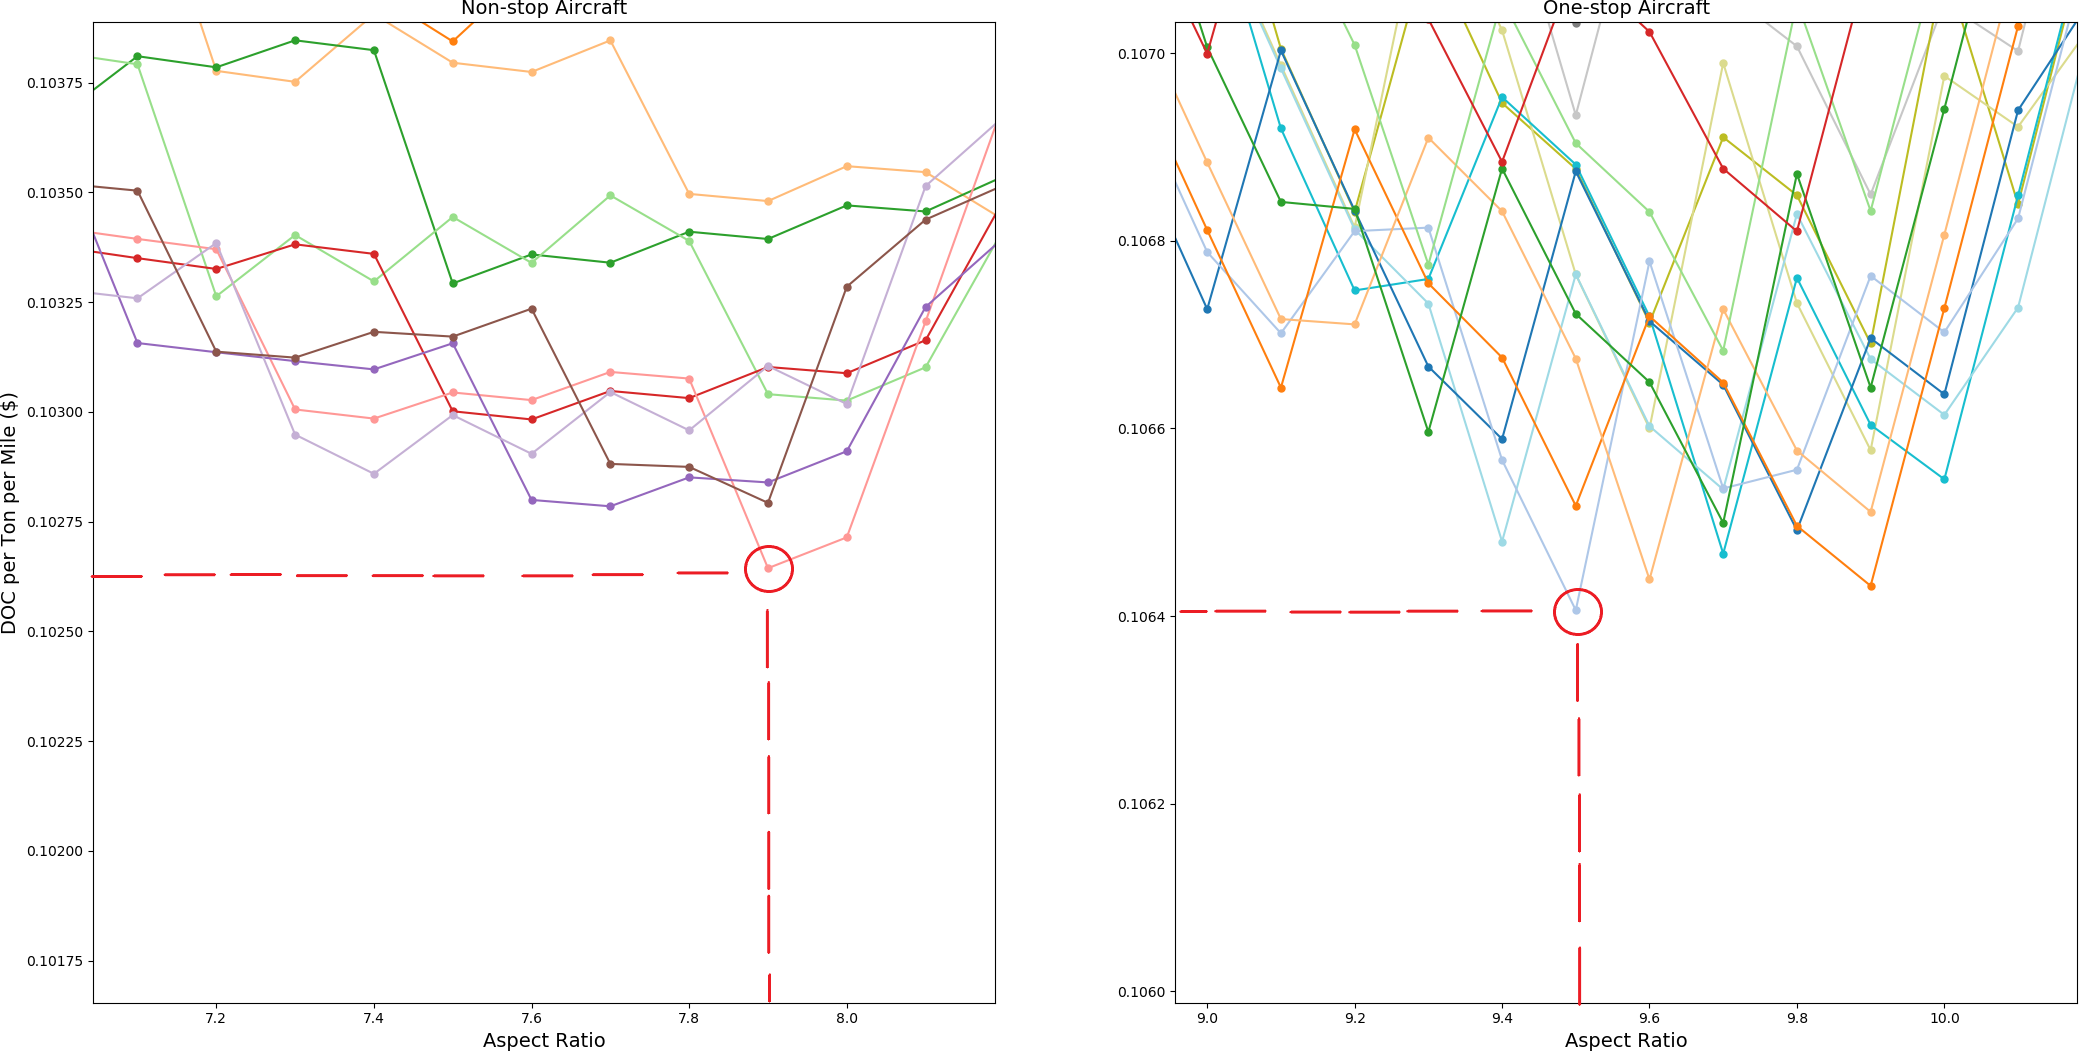 Non-stop Aircraft
DOC per Ton per Mile ($)
0.10375
0.10350
0.10325
0.10300
0.10275
0.10250
0.10225
0.10200
0.10175
7.2 7.4 7.6 7.8 8.0
Aspect Ratio
One-stop Aircraft
0.1070
0.1068
0.1066
0.1064
0.1062
0.1060
9.0 9.2 9.4 9.6 9.8 10.0
Aspect Ratio